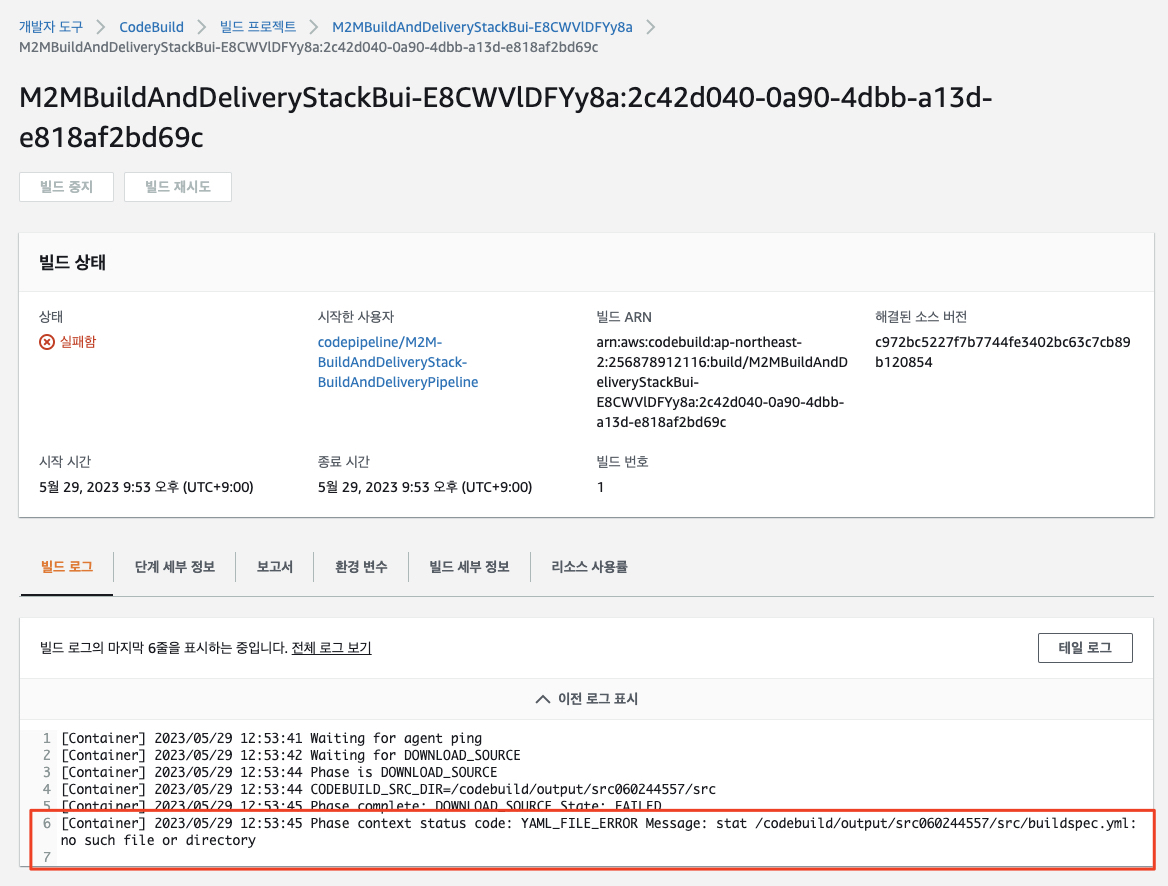 개발자 도구 > CodeBuild > 빌드 프로젝트 > M2MBuildAndDeliveryStackBui-E8CWVlDFYy8a >
M2MBuildAndDeliveryStackBui-E8CWVlDFYy8a:2c42d040-0a90-4dbb-a13d-e818af2bd69c
M2MBuildAndDeliveryStackBui-E8CWVlDFYy8a:2c42d040-0a90-4dbb-a13d-
e818af2bd69c
빌드 중지 빌드 재시도
빌드 상태
상태
실패함
시작한 사용자
codepipeline/M2M-
BuildAndDeliveryStack-
BuildAndDeliveryPipeline
빌드 ARN
arn:aws:codebuild:ap-northeast-
2:256878912116:build/M2MBuildAndD
eliveryStackBui-
E8CWVlDFYy8a:2c42d040-0a90-4dbb-
a13d-e818af2bd69c
해결된 소스 버전
c972bc5227f7b7744fe3402bc63c7cb89
b120854
시작 시간
5월 29, 2023 9:53 오후 (UTC+9:00)
종료 시간
5월 29, 2023 9:53 오후 (UTC+9:00)
빌드 번호
1
빌드 로그 단계 세부 정보 보고서 환경 변수 빌드 세부 정보 리소스 사용률
빌드 로그의 마지막 6줄을 표시하는 중입니다. 전체 로그 보기
테일 로그
이전 로그 표시
1 [Container] 2023/05/29 12:53:41 Waiting for agent ping
2 [Container] 2023/05/29 12:53:42 Waiting for DOWNLOAD_SOURCE
3 [Container] 2023/05/29 12:53:44 Phase is DOWNLOAD_SOURCE
4 [Container] 2023/05/29 12:53:44 CODEBUILD_SRC_DIR=/codebuild/output/src060244557/src
5 [Container] 2023/05/29 12:53:45 Phase complete: DOWNLOAD_SOURCE State: FAILED
6 [Container] 2023/05/29 12:53:45 Phase context status code: YAML_FILE_ERROR Message: stat /codebuild/output/src060244557/src/buildspec.yml:
no such file or directory
7